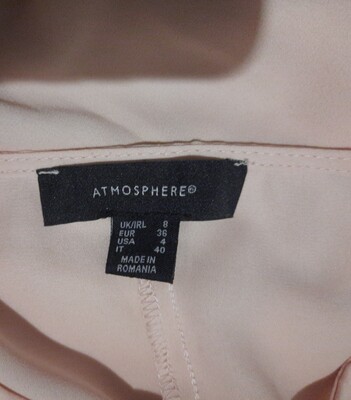 ATMOSPHERE®
UK/IRL 8
EUR 36
USA 4
IT 40
MADE IN
ROMANIA